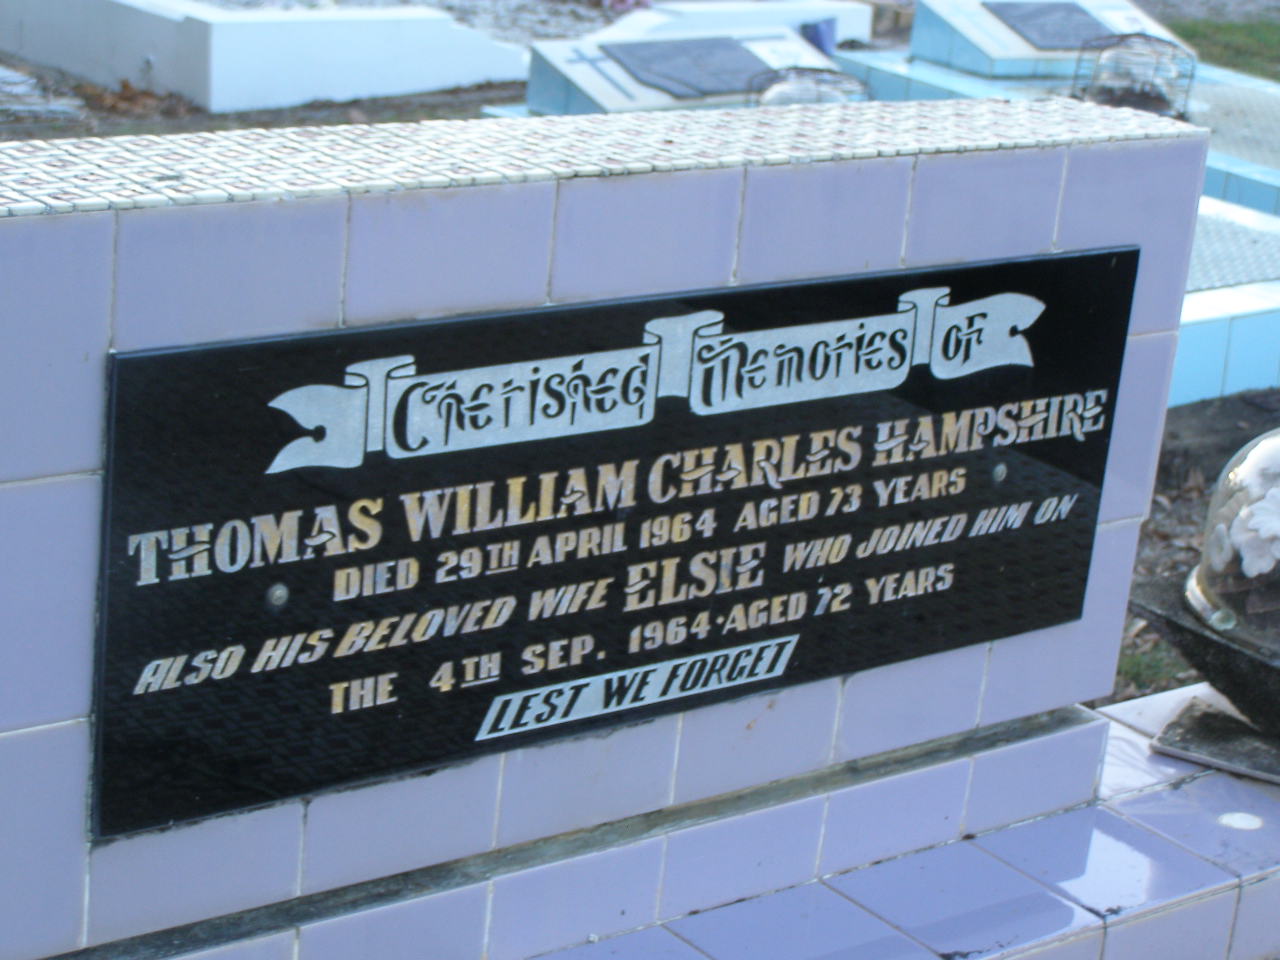 Cherished Memories of
THOMAS WILLIAM CHARLES HAMPSHIRE
DIED 29TH APRIL 1964 AGED 73 YEARS
ALSO HIS BELOVED WIFE ELSIE WHO JOINED HIM ON
THE 4TH SEP. 1964·AGED 72 YEARS
LEST WE FORGET